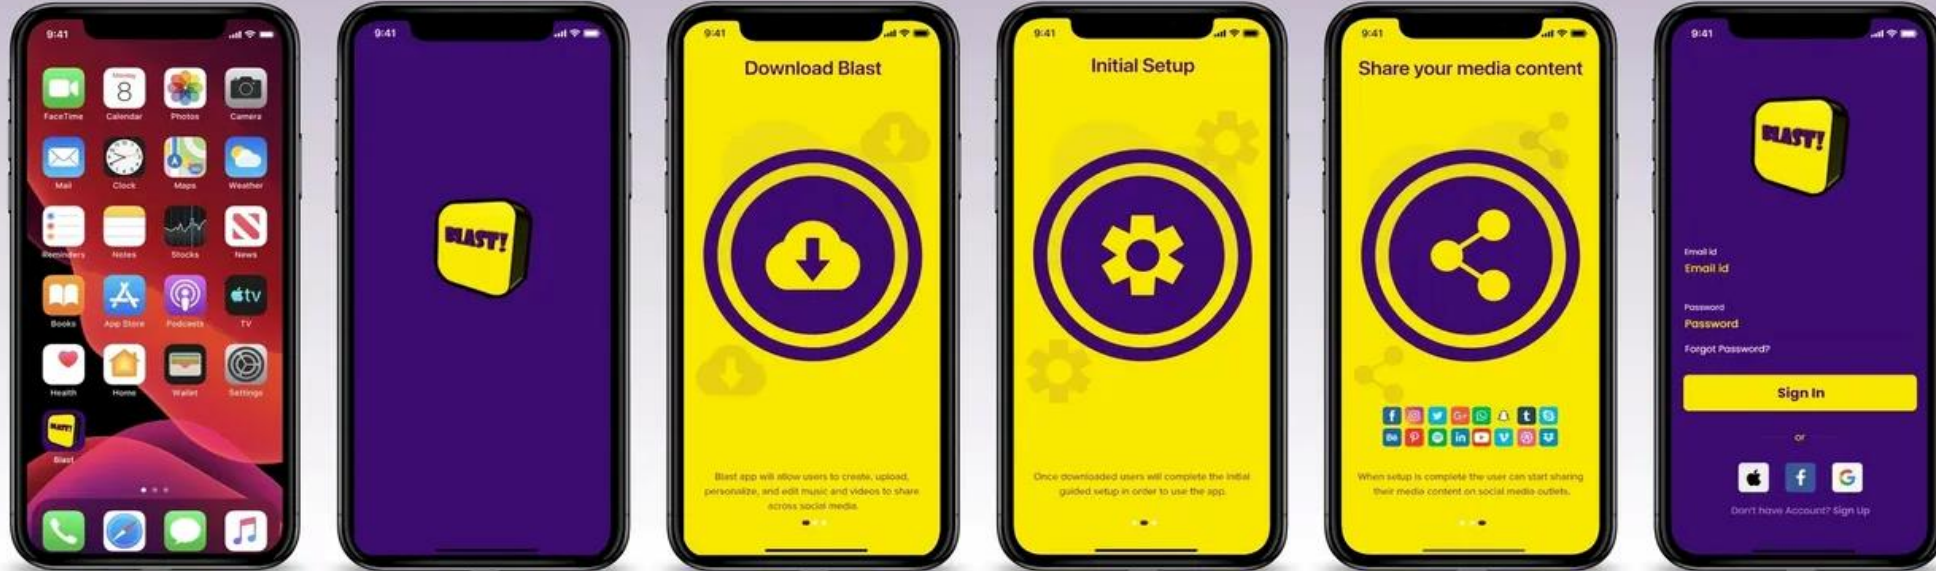 9:41
Monday
8
FaceTime
Calendar
Photos
Camera
Mail
Clock
Maps
Weather
Reminders
Notes
Stocks
News
tv
Books
App Store
Podcasts
TV
Health
Home
Wallet
Settings
BLAST!
Blast
9:41
BLAST!
9:41
Download Blast
Blast app will allow users to create, upload,
personalize, and edit music and videos to share
across social media.
9:41
Initial Setup
Once downloaded users will complete the initial
guided setup in order to use the app.
9:41
Share your media content
f
G+
t
S
Bē
in
V
When setup is complete the user can start sharing
their media content on social media outlets.
9:41
BLAST!
Email id
Email id
Password
Password
Forgot Password?
Sign In
or
f
G
Don't have Account? Sign Up